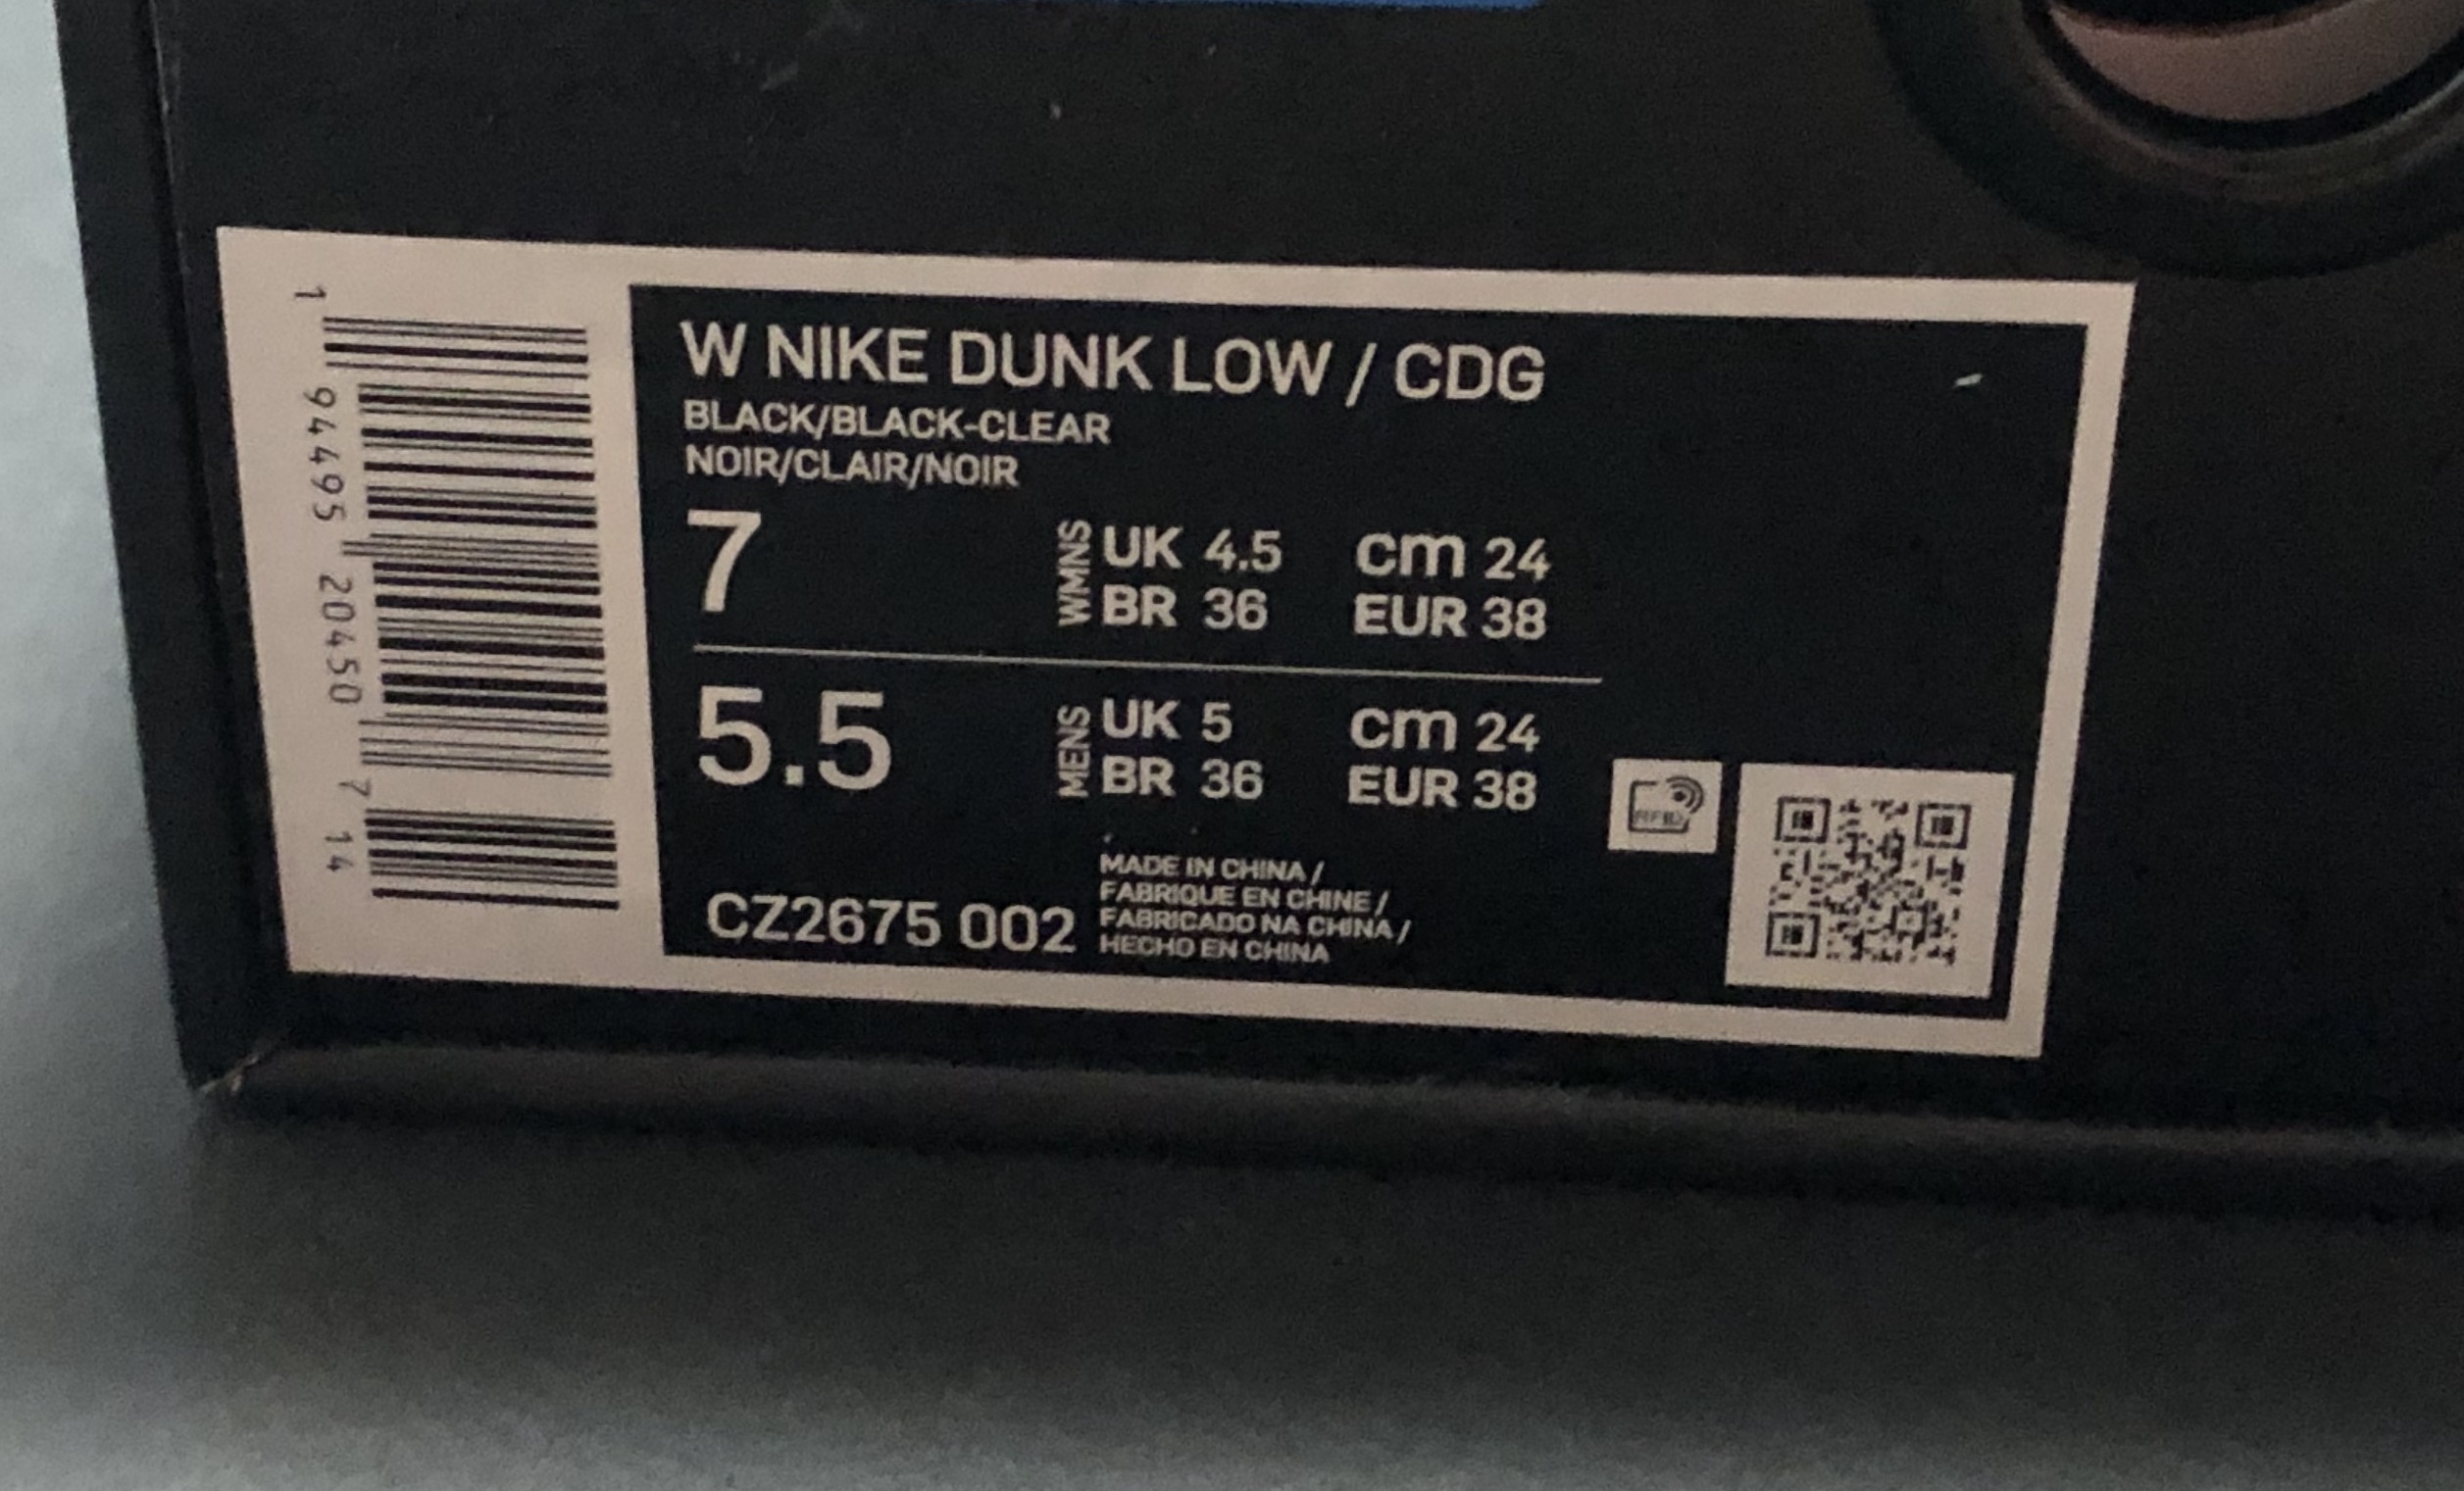 1 94495 20450 7 14
W NIKE DUNK LOW / CDG
BLACK/BLACK-CLEAR
NOIR/CLAIR/NOIR
7
WMNS
UK 4.5 cm 24
BR 36 EUR 38
5.5
MENS
UK 5 cm 24
BR 36 EUR 38
RFID
MADE IN CHINA /
FABRIQUE EN CHINE /
FABRICADO NA CHINA /
HECHO EN CHINA
CZ2675 002